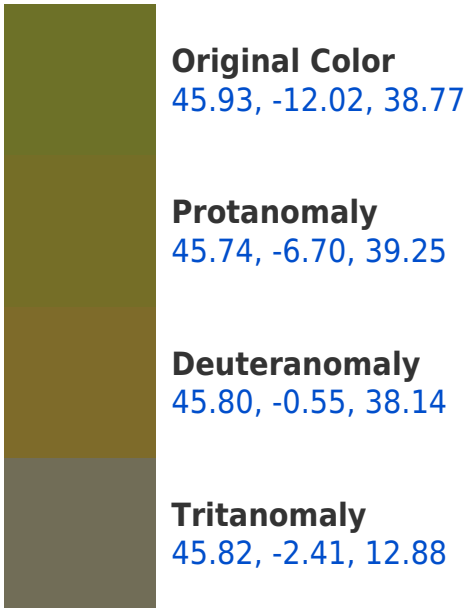 Original Color
45.93, -12.02, 38.77
Protanomaly
45.74, -6.70, 39.25
Deuteranomaly
45.80, -0.55, 38.14
Tritanomaly
45.82, -2.41, 12.88